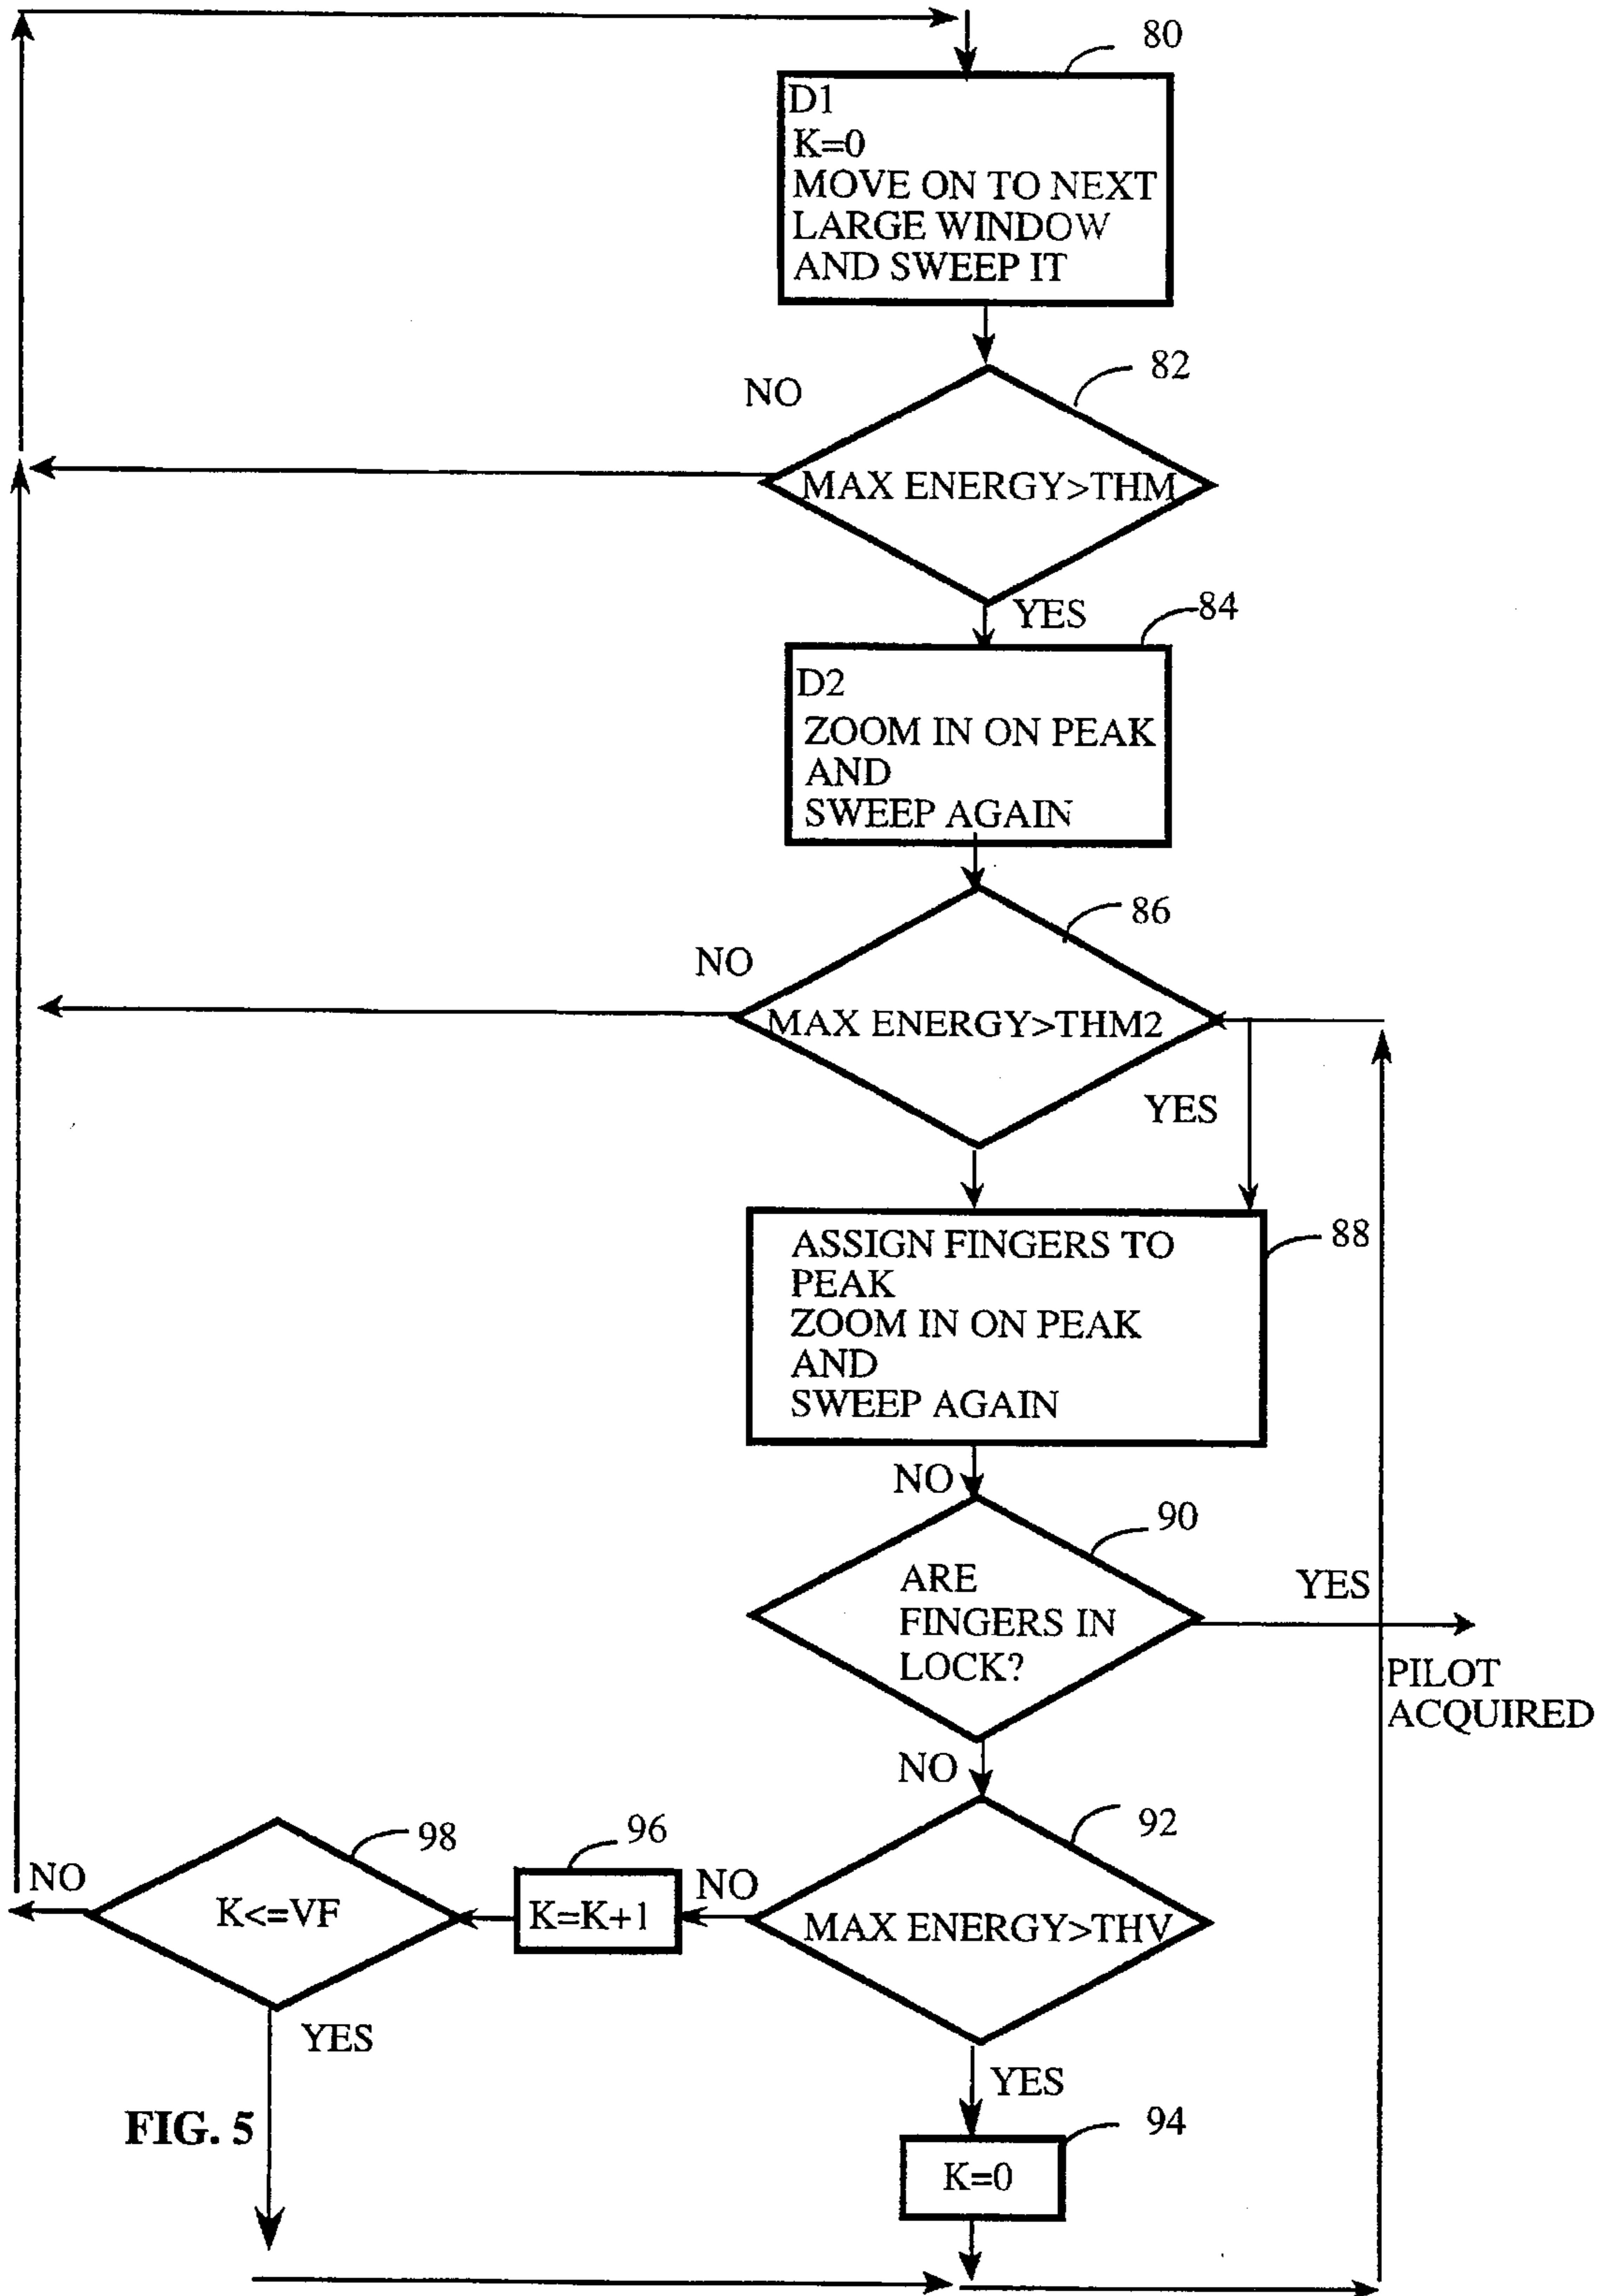 80
D1
K=0
MOVE ON TO NEXT
LARGE WINDOW
AND SWEEP IT
82
NO
MAX ENERGY>THM
YES
84
D2
ZOOM IN ON PEAK
AND
SWEEP AGAIN
86
NO
MAX ENERGY>THM2
YES
88
ASSIGN FINGERS TO
PEAK
ZOOM IN ON PEAK
AND
SWEEP AGAIN
NO
90
ARE
FINGERS IN
LOCK?
YES
PILOT
ACQUIRED
NO
92
MAX ENERGY>THV
NO
96
K=K+1
98
K<=VF
NO
YES
YES
94
K=0
FIG. 5